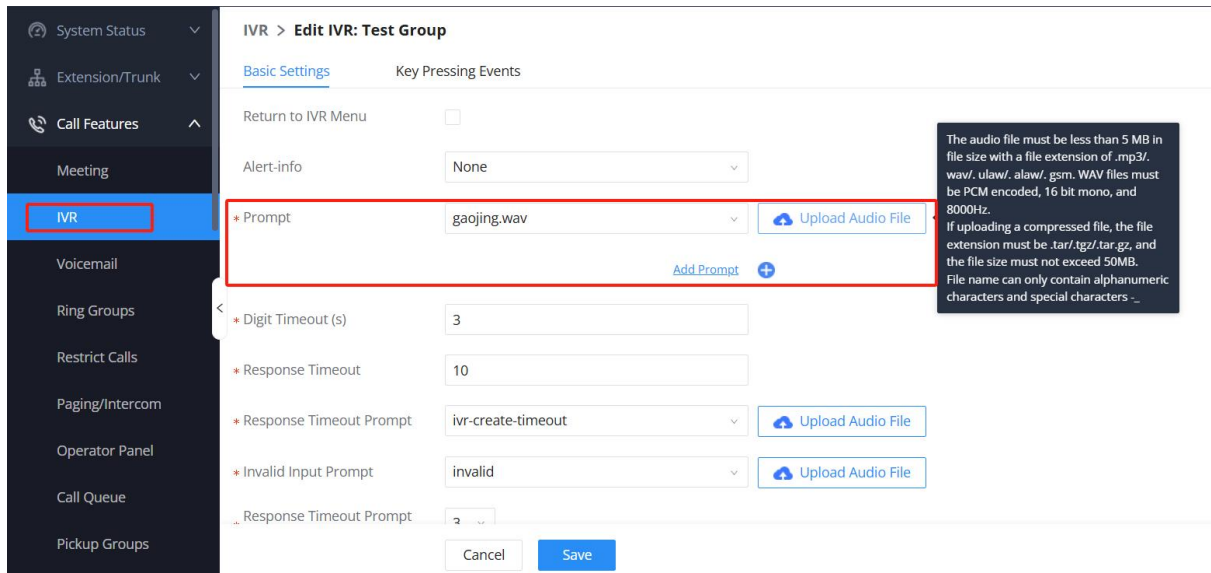 System Status
Extension/Trunk
Call Features
Meeting
IVR
Voicemail
Ring Groups
Restrict Calls
Paging/Intercom
Operator Panel
Call Queue
Pickup Groups
IVR > Edit IVR: Test Group
Basic Settings Key Pressing Events
Return to IVR Menu
Alert-info None
* Prompt gaojing.wav Upload Audio File
Add Prompt
* Digit Timeout (s) 3
* Response Timeout 10
* Response Timeout Prompt ivr-create-timeout Upload Audio File
* Invalid Input Prompt invalid Upload Audio File
* Response Timeout Prompt 3
Cancel Save
The audio file must be less than 5 MB in
file size with a file extension of .mp3/.
wav/. ulaw/. alaw/. gsm. WAV files must
be PCM encoded, 16 bit mono, and
8000Hz.
If uploading a compressed file, the file
extension must be .tar/.tgz/.tar.gz, and
the file size must not exceed 50MB.
File name can only contain alphanumeric
characters and special characters -_